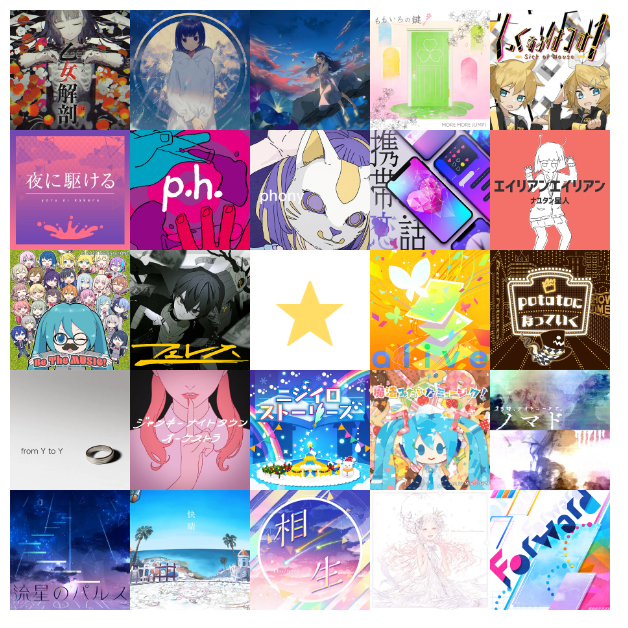 乙女解剖
ももいろの鍵
MORE MORE JUMP!
Sick of House
夜に駆ける
yoru ni kakeru
p.h.
phony
携帯恋話
エイリアンエイリアン
ナユタン星人
Be The MUSIC!
フェレス
alive
potatoに
なっていく
from Y to Y
ジャンキーナイトタウン
オーケストラ
ニジイロ
ストーリーズ
ノマド
流星のパルス
快晴
相生
Forward